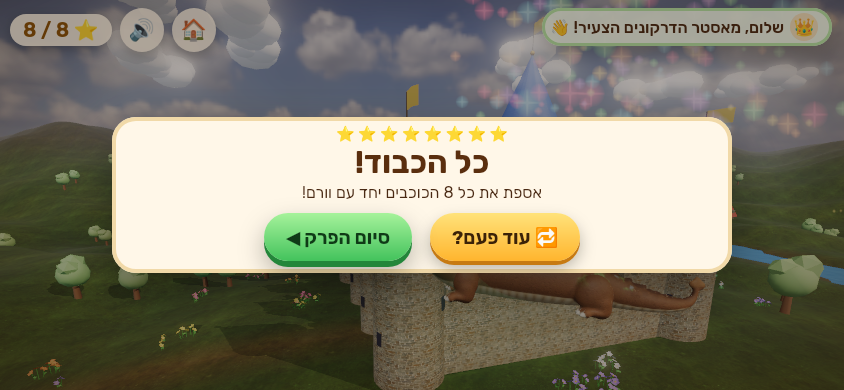 שלום, מאסטר הדרקונים הצעיר! 👋
8 / 8
כל הכבוד!
אספת את כל 8 הכוכבים יחד עם וורם!
עוד פעם?
סיום הפרק ◀